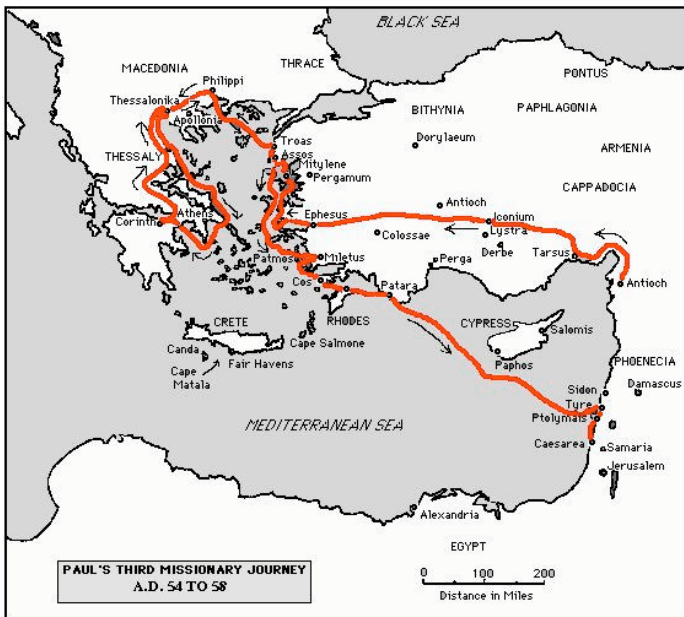 BLACK SEA
MACEDONIA
THRACE
Philippi
PONTUS
Thessalonika
Apollonia
BITHYNIA
PAPHLAGONIA
Troas
Dorylaeum
THESSALY
Assos
ARMENIA
Mitylene
Pergamum
CAPPADOCIA
Antioch
Athens
Corinth
Ephesus
Iconium
Lystra
Colossae
Derbe
Tarsus
Patmos
Miletus
Perga
Cos
Patara
Antioch
RHODES
CRETE
CYPRESS
Salomis
Cape Salmone
Canda
Fair Havens
Paphos
PHOENECIA
Cape
Matala
Sidon
Damascus
Tyre
Ptolymais
MEDITERRANEAN SEA
Caesarea
Samaria
Jerusalem
Alexandria
EGYPT
PAUL'S THIRD MISSIONARY JOURNEY
A.D. 54 TO 58
0 100 200
Distance in Miles